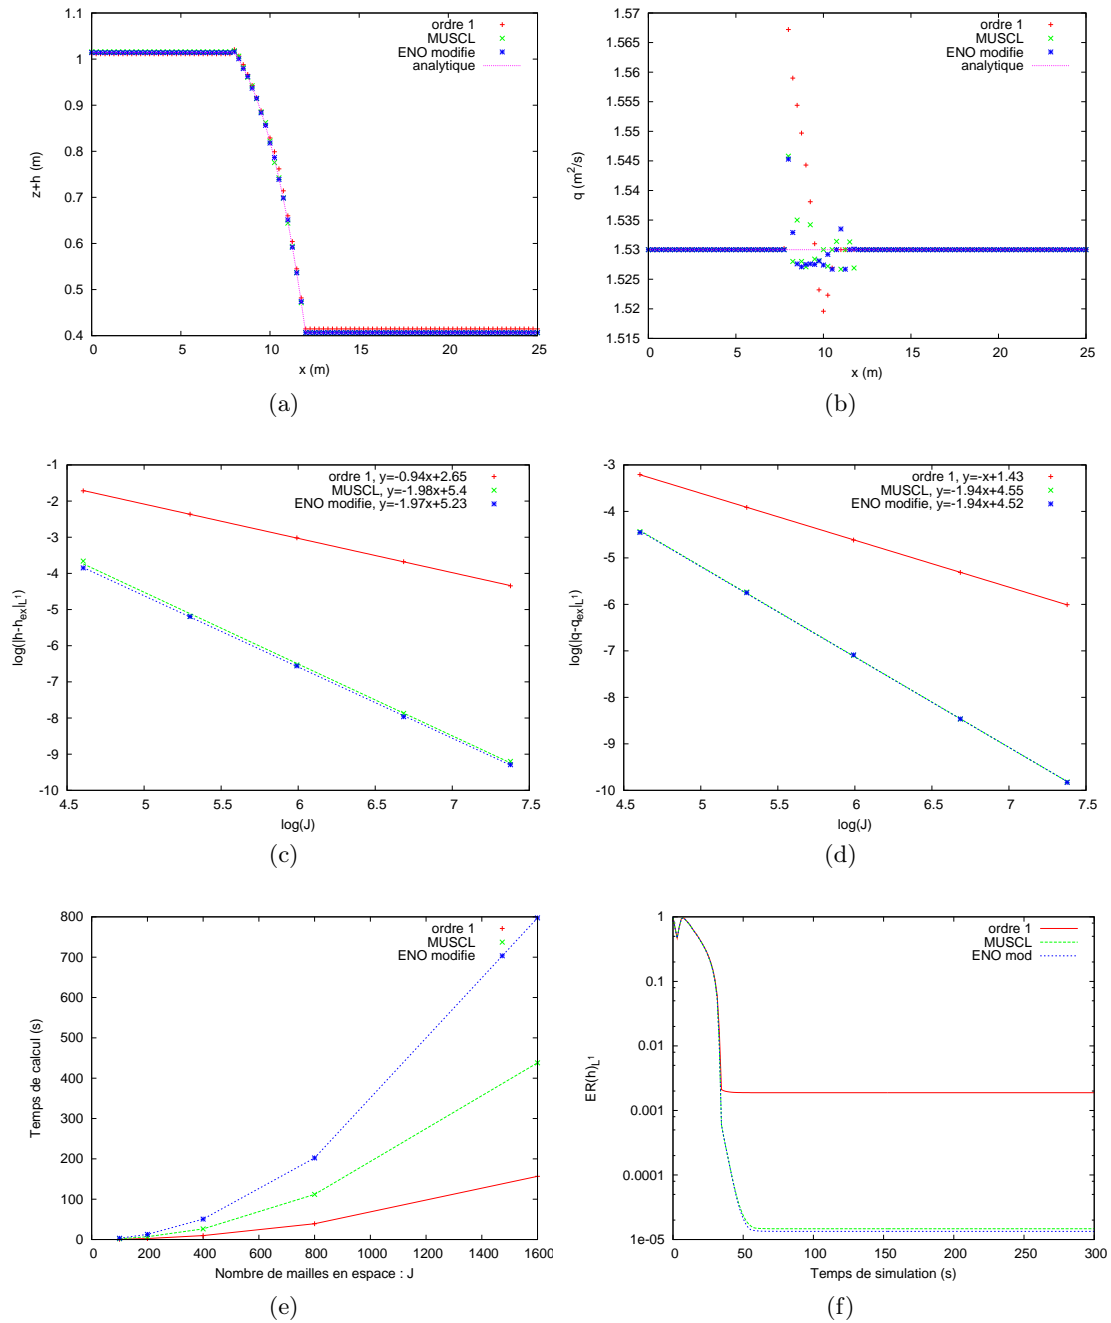 ordre 1
MUSCL
ENO modifie
analytique
1.1
1
0.9
0.8
0.7
0.6
0.5
0.4
z+h (m)
0 5 10 15 20 25
x (m)
(a)
ordre 1
MUSCL
ENO modifie
analytique
1.57
1.565
1.56
1.555
1.55
1.545
1.54
1.535
1.53
1.525
1.52
1.515
q (m²/s)
0 5 10 15 20 25
x (m)
(b)
ordre 1, y=-0.94x+2.65
MUSCL, y=-1.98x+5.4
ENO modifie, y=-1.97x+5.23
-1
-2
-3
-4
-5
-6
-7
-8
-9
-10
log(|h-h_ex|_L¹)
4.5 5 5.5 6 6.5 7 7.5
log(J)
(c)
ordre 1, y=-x+1.43
MUSCL, y=-1.94x+4.55
ENO modifie, y=-1.94x+4.52
-3
-4
-5
-6
-7
-8
-9
-10
log(|q-q_ex|_L¹)
4.5 5 5.5 6 6.5 7 7.5
log(J)
(d)
ordre 1
MUSCL
ENO modifie
800
700
600
500
400
300
200
100
0
Temps de calcul (s)
0 200 400 600 800 1000 1200 1400 1600
Nombre de mailles en espace : J
(e)
ordre 1
MUSCL
ENO mod
1
0.1
0.01
0.001
0.0001
1e-05
ER(h)_L¹
0 50 100 150 200 250 300
Temps de simulation (s)
(f)